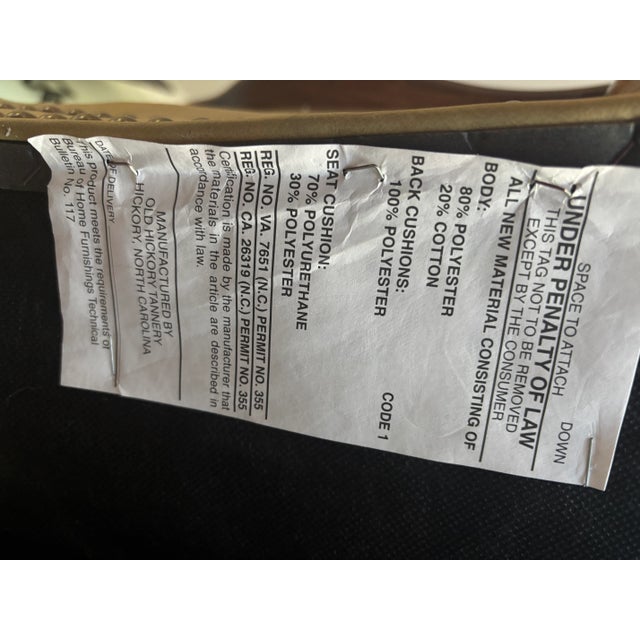 SPACE TO ATTACH DOWN
UNDER PENALTY OF LAW
THIS TAG NOT TO BE REMOVED
EXCEPT BY THE CONSUMER
ALL NEW MATERIAL CONSISTING OF
BODY:
80% POLYESTER
20% COTTON
BACK CUSHIONS:
100% POLYESTER
CODE 1
SEAT CUSHION:
70% POLYURETHANE
30% POLYESTER
REG. NO. VA. 7651 (N.C.) PERMIT NO. 355
REG. NO. CA. 26319 (N.C.) PERMIT NO. 355
Certification is made by the manufacturer that
the materials in the article are described in
accordance with law.
MANUFACTURED BY
OLD HICKORY TANNERY
HICKORY, NORTH CAROLINA
DATE OF DELIVERY
This product meets the requirements of
Bureau of Home Furnishings Technical
Bulletin No. 117